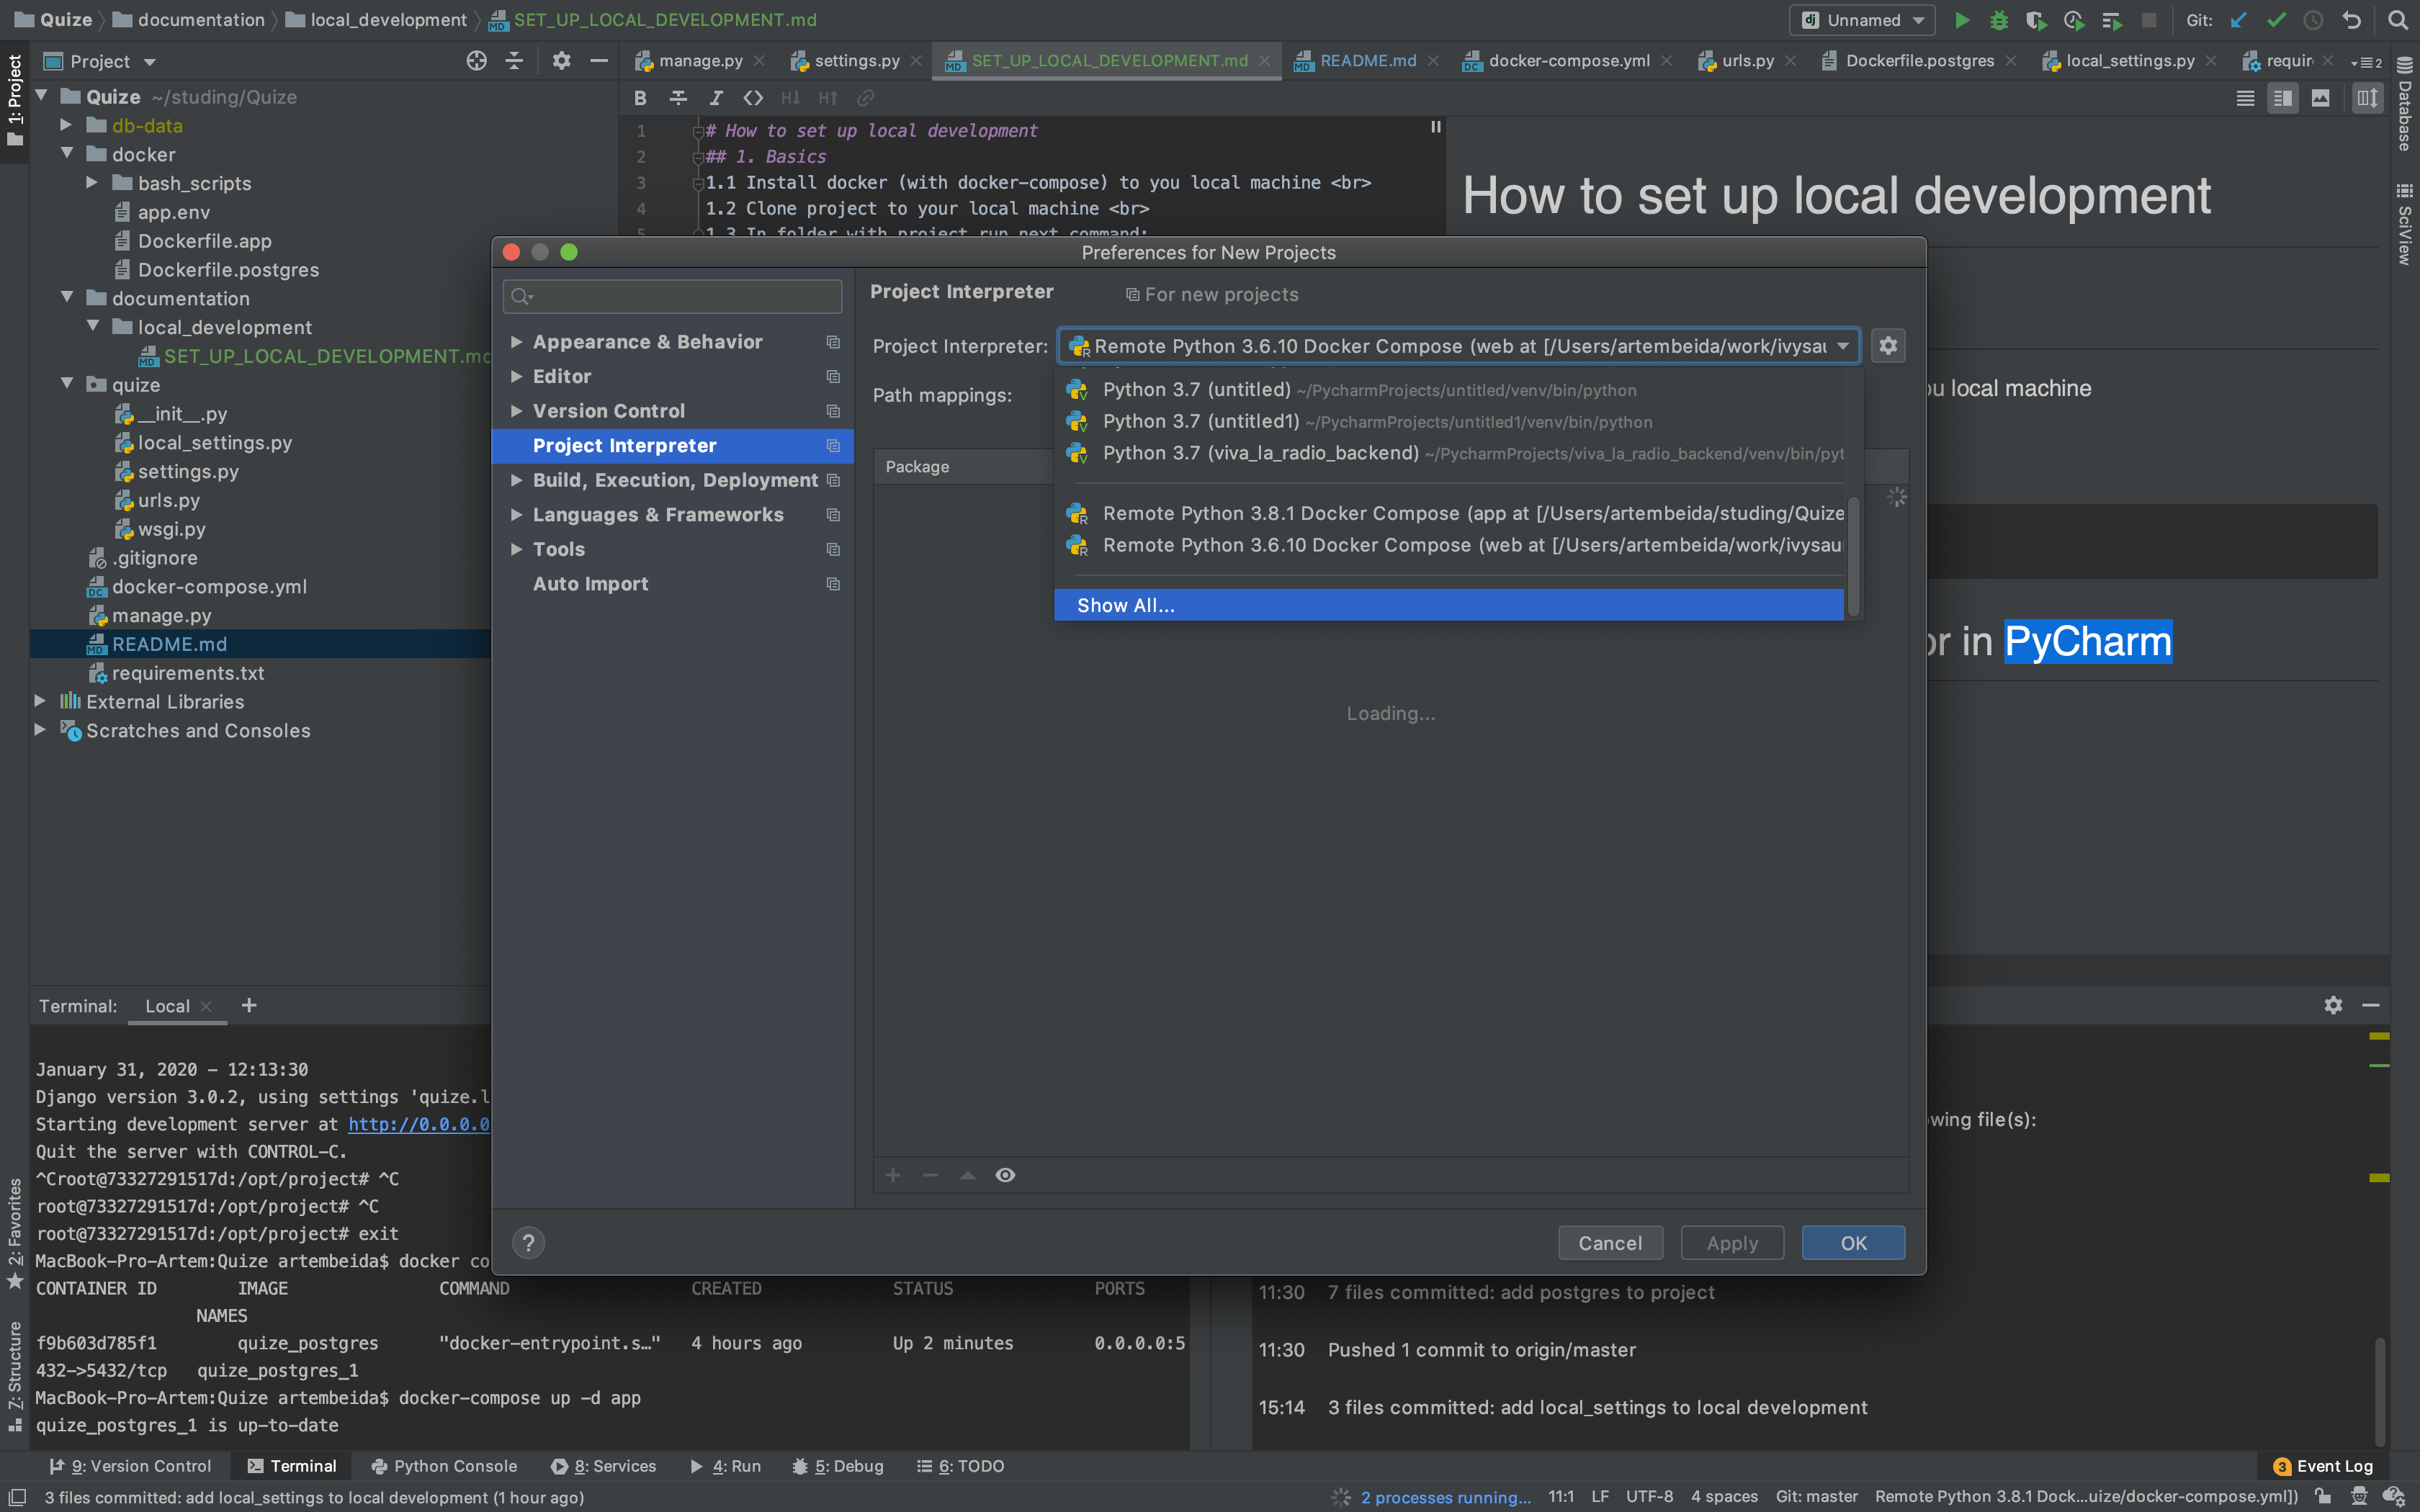 Quize documentation local_development SET_UP_LOCAL_DEVELOPMENT.md
Unnamed Git:
Project
manage.py settings.py SET_UP_LOCAL_DEVELOPMENT.md README.md docker-compose.yml urls.py Dockerfile.postgres local_settings.py requir 2
1: Project
Quize ~/studing/Quize
db-data
docker
bash_scripts
app.env
Dockerfile.app
Dockerfile.postgres
documentation
local_development
SET_UP_LOCAL_DEVELOPMENT.md
quize
__init__.py
local_settings.py
settings.py
urls.py
wsgi.py
.gitignore
docker-compose.yml
manage.py
README.md
requirements.txt
External Libraries
Scratches and Consoles
B I <> H↓ H↑
1 # How to set up local development
2 ## 1. Basics
3 1.1 Install docker (with docker-compose) to you local machine <br>
4 1.2 Clone project to your local machine <br>
5 1.3 In folder with project run next command:
How to set up local development
ou local machine
or in PyCharm
Database
SciView
Preferences for New Projects
Appearance & Behavior
Editor
Version Control
Project Interpreter
Build, Execution, Deployment
Languages & Frameworks
Tools
Auto Import
Project Interpreter For new projects
Project Interpreter: Remote Python 3.6.10 Docker Compose (web at [/Users/artembeida/work/ivysau
Path mappings:
Package
Python 3.7 (untitled) ~/PycharmProjects/untitled/venv/bin/python
Python 3.7 (untitled1) ~/PycharmProjects/untitled1/venv/bin/python
Python 3.7 (viva_la_radio_backend) ~/PycharmProjects/viva_la_radio_backend/venv/bin/pyt
Remote Python 3.8.1 Docker Compose (app at [/Users/artembeida/studing/Quize
Remote Python 3.6.10 Docker Compose (web at [/Users/artembeida/work/ivysau
Show All...
Loading...
? Cancel Apply OK
Terminal: Local +
January 31, 2020 - 12:13:30
Django version 3.0.2, using settings 'quize.l
Starting development server at http://0.0.0.0
Quit the server with CONTROL-C.
^Croot@73327291517d:/opt/project# ^C
root@73327291517d:/opt/project# ^C
root@73327291517d:/opt/project# exit
MacBook-Pro-Artem:Quize artembeida$ docker co
CONTAINER ID IMAGE COMMAND CREATED STATUS PORTS
NAMES
f9b603d785f1 quize_postgres "docker-entrypoint.s…" 4 hours ago Up 2 minutes 0.0.0.0:5
432->5432/tcp quize_postgres_1
MacBook-Pro-Artem:Quize artembeida$ docker-compose up -d app
quize_postgres_1 is up-to-date
wing file(s):
11:30 7 files committed: add postgres to project
11:30 Pushed 1 commit to origin/master
15:14 3 files committed: add local_settings to local development
2: Favorites
7: Structure
9: Version Control Terminal Python Console 8: Services 4: Run 5: Debug 6: TODO 3 Event Log
3 files committed: add local_settings to local development (1 hour ago) 2 processes running... 11:1 LF UTF-8 4 spaces Git: master Remote Python 3.8.1 Dock...uize/docker-compose.yml])